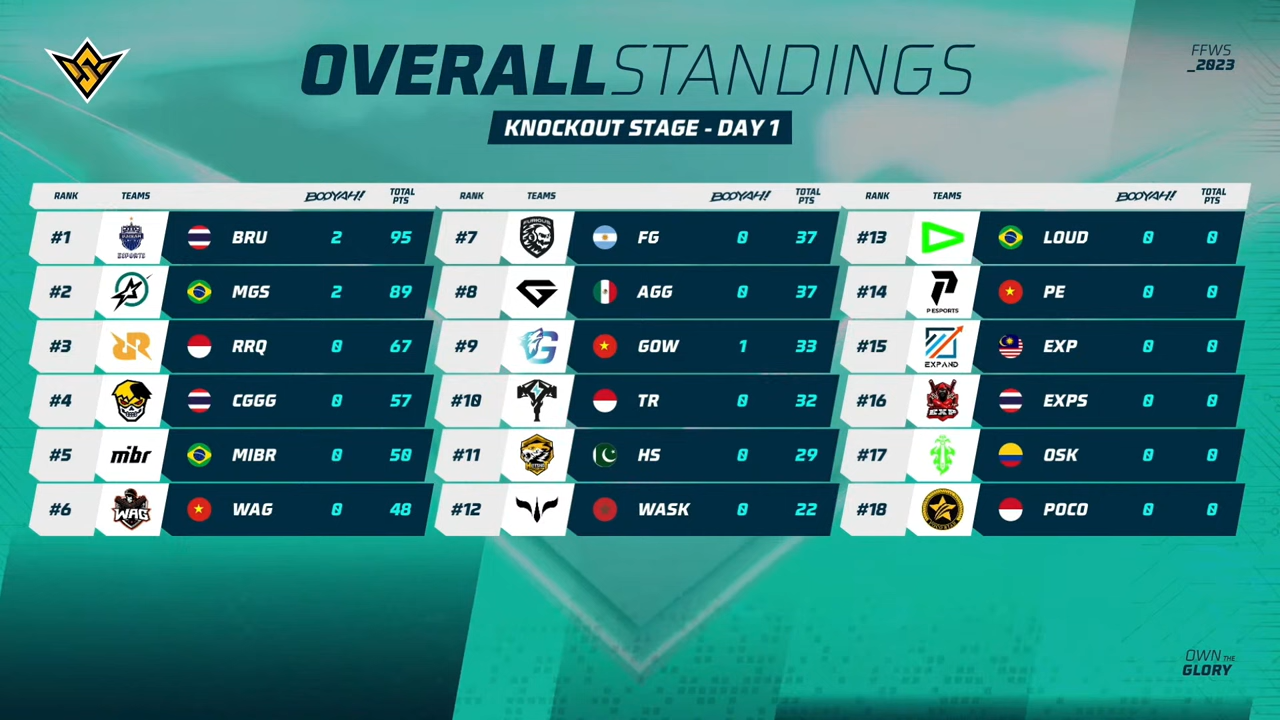 FFWS
_2023
OVERALL STANDINGS
KNOCKOUT STAGE - DAY 1
RANK TEAMS BOOYAH! TOTAL PTS
#1 BRU 2 95
#2 MGS 2 89
#3 RRQ 0 67
#4 CGGG 0 57
#5 mibr MIBR 0 50
#6 WAG WAG 0 48
RANK TEAMS BOOYAH! TOTAL PTS
#7 FURIOUS FG 0 37
#8 AGG 0 37
#9 GOW 1 33
#10 TR 0 32
#11 HS 0 29
#12 WASK 0 22
RANK TEAMS BOOYAH! TOTAL PTS
#13 LOUD 0 0
#14 P ESPORTS PE 0 0
#15 EXPAND EXP 0 0
#16 EXP EXPS 0 0
#17 OSK 0 0
#18 POCO 0 0
OWN THE
GLORY